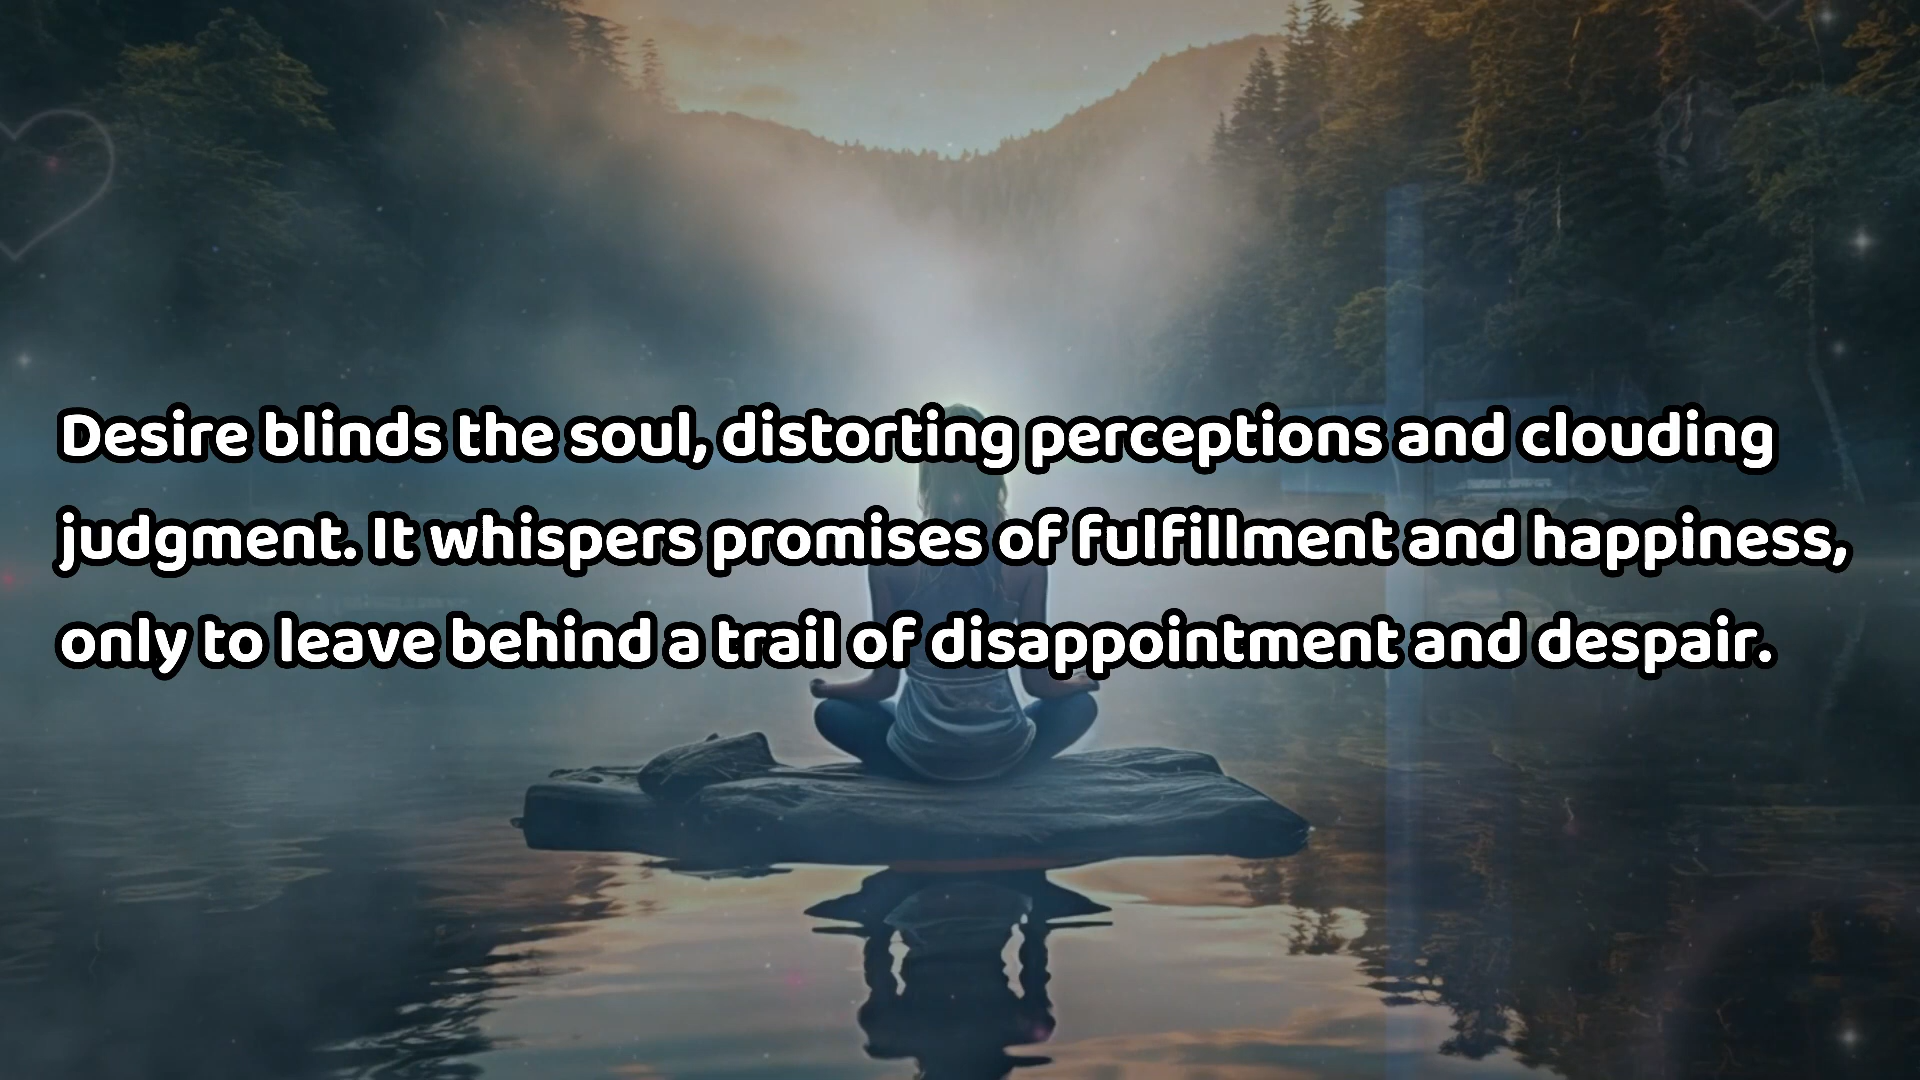 Desire blinds the soul, distorting perceptions and clouding
judgment. It whispers promises of fulfillment and happiness,
only to leave behind a trail of disappointment and despair.